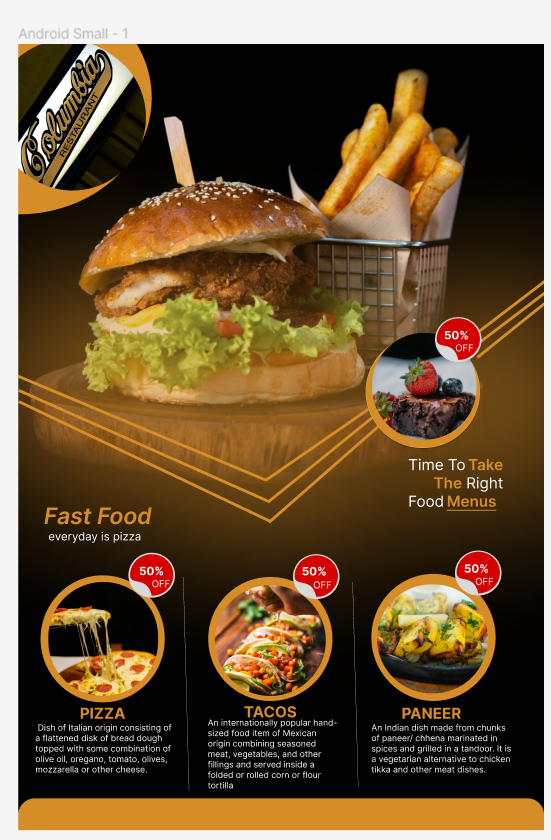 Android Small - 1
Columbia
RESTAURANT
50%
OFF
Time To Take
The Right
Food Menus
Fast Food
everyday is pizza
50%
OFF
50%
OFF
50%
OFF
PIZZA
Dish of Italian origin consisting of
a flattened disk of bread dough
topped with some combination of
olive oil, oregano, tomato, olives,
mozzarella or other cheese.
TACOS
An internationally popular hand-
sized food item of Mexican
origin combining seasoned
meat, vegetables, and other
fillings and served inside a
folded or rolled corn or flour
tortilla
PANEER
An Indian dish made from chunks
of paneer/ chhena marinated in
spices and grilled in a tandoor. It is
a vegetarian alternative to chicken
tikka and other meat dishes.